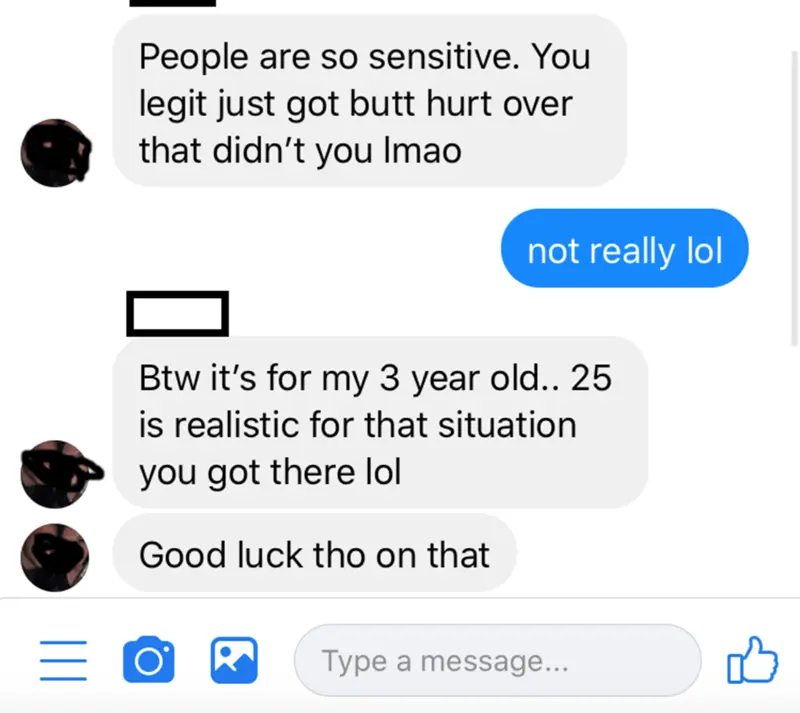 People are so sensitive. You
legit just got butt hurt over
that didn't you lmao
not really lol
Btw it's for my 3 year old.. 25
is realistic for that situation
you got there lol
Good luck tho on that
Type a message...